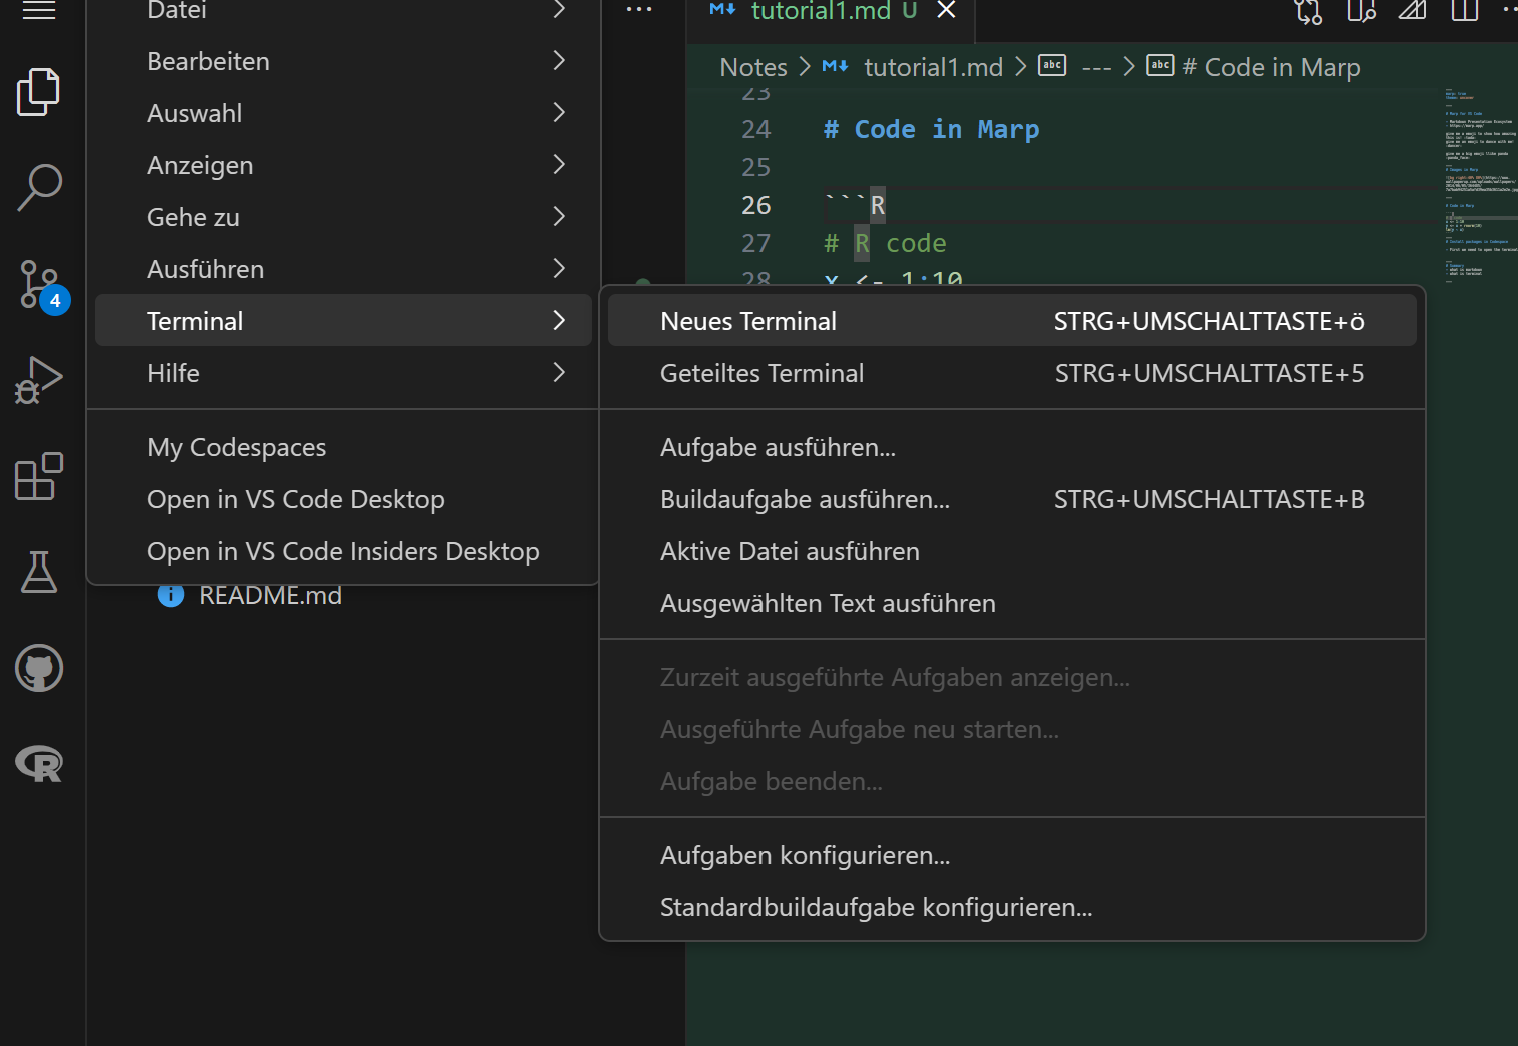 Datei
Bearbeiten
Auswahl
Anzeigen
Gehe zu
Ausführen
Terminal
Hilfe
My Codespaces
Open in VS Code Desktop
Open in VS Code Insiders Desktop
README.md
4
tutorial1.md U
Notes > tutorial1.md > abc --- > abc # Code in Marp
23
24 # Code in Marp
25
26 ```R
27 # R code
28 x <- 1:10
Neues Terminal STRG+UMSCHALTTASTE+ö
Geteiltes Terminal STRG+UMSCHALTTASTE+5
Aufgabe ausführen...
Buildaufgabe ausführen... STRG+UMSCHALTTASTE+B
Aktive Datei ausführen
Ausgewählten Text ausführen
Zurzeit ausgeführte Aufgaben anzeigen...
Ausgeführte Aufgabe neu starten...
Aufgabe beenden...
Aufgaben konfigurieren...
Standardbuildaufgabe konfigurieren...